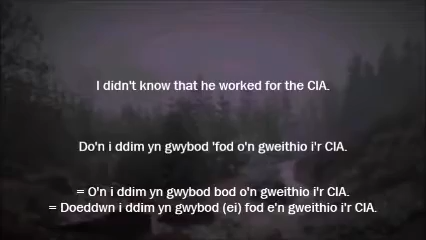 I didn't know that he worked for the CIA.
Do'n i ddim yn gwybod 'fod o'n gweithio i'r CIA.
= O'n i ddim yn gwybod bod o'n gweithio i'r CIA.
= Doeddwn i ddim yn gwybod (ei) fod e'n gweithio i'r CIA.